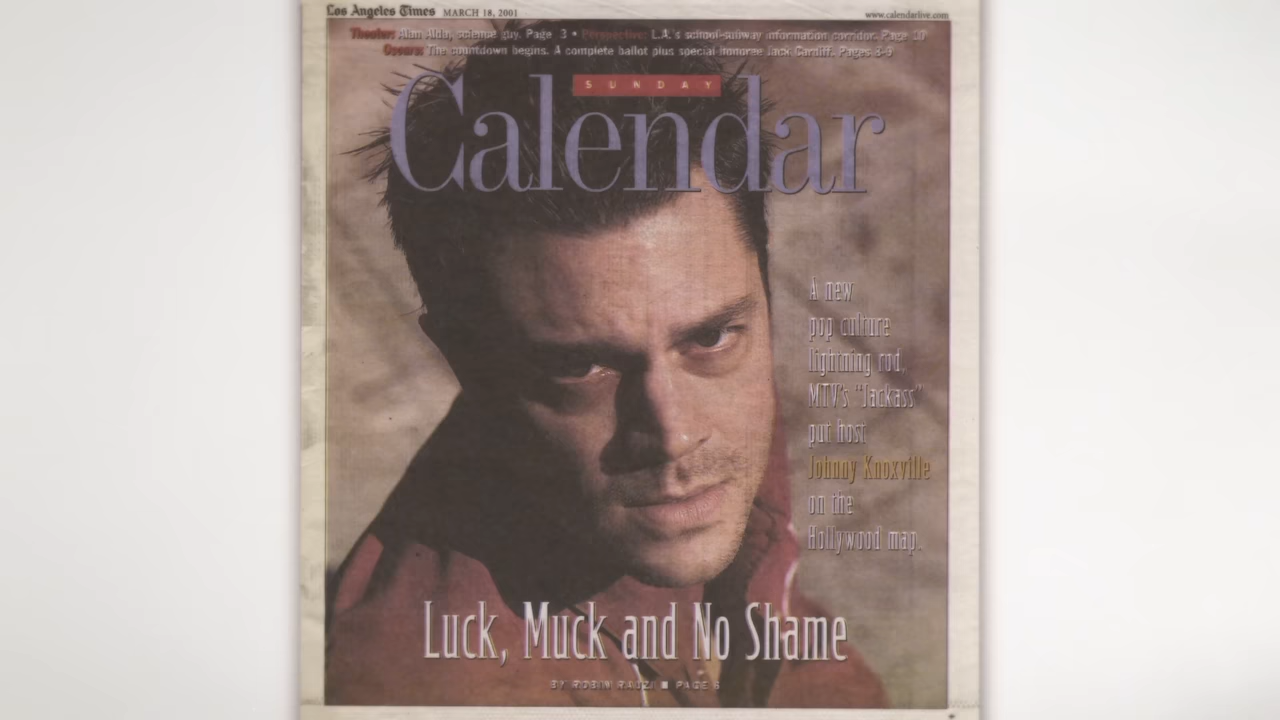 Los Angeles Times MARCH 18, 2001 www.calendarlive.com
Theater: Alan Alda, science guy. Page 3 • Perspective: L.A.'s school-subway information corridor. Page 10
Oscars: The countdown begins. A complete ballot plus special honoree Jack Cardiff. Pages 8-9
SUNDAY
Calendar
A new
pop culture
lightning rod,
MTV's "Jackass"
put host
Johnny Knoxville
on the
Hollywood map.
Luck, Muck and No Shame
BY ROBIN RAUZI ■ PAGE 6